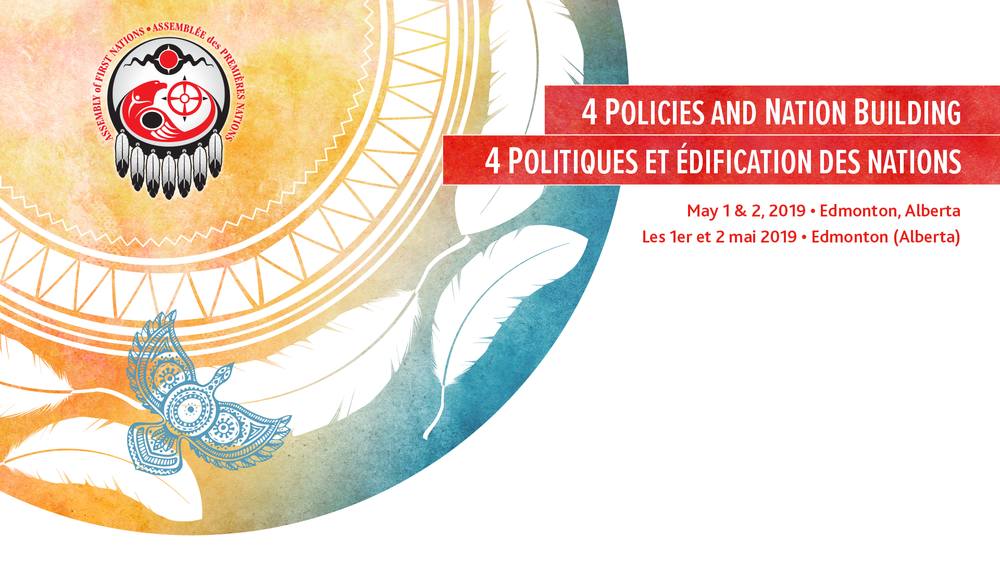 ASSEMBLY of FIRST NATIONS • ASSEMBLÉE des PREMIÈRES NATIONS
4 POLICIES AND NATION BUILDING
4 POLITIQUES ET ÉDIFICATION DES NATIONS
May 1 & 2, 2019 • Edmonton, Alberta
Les 1er et 2 mai 2019 • Edmonton (Alberta)